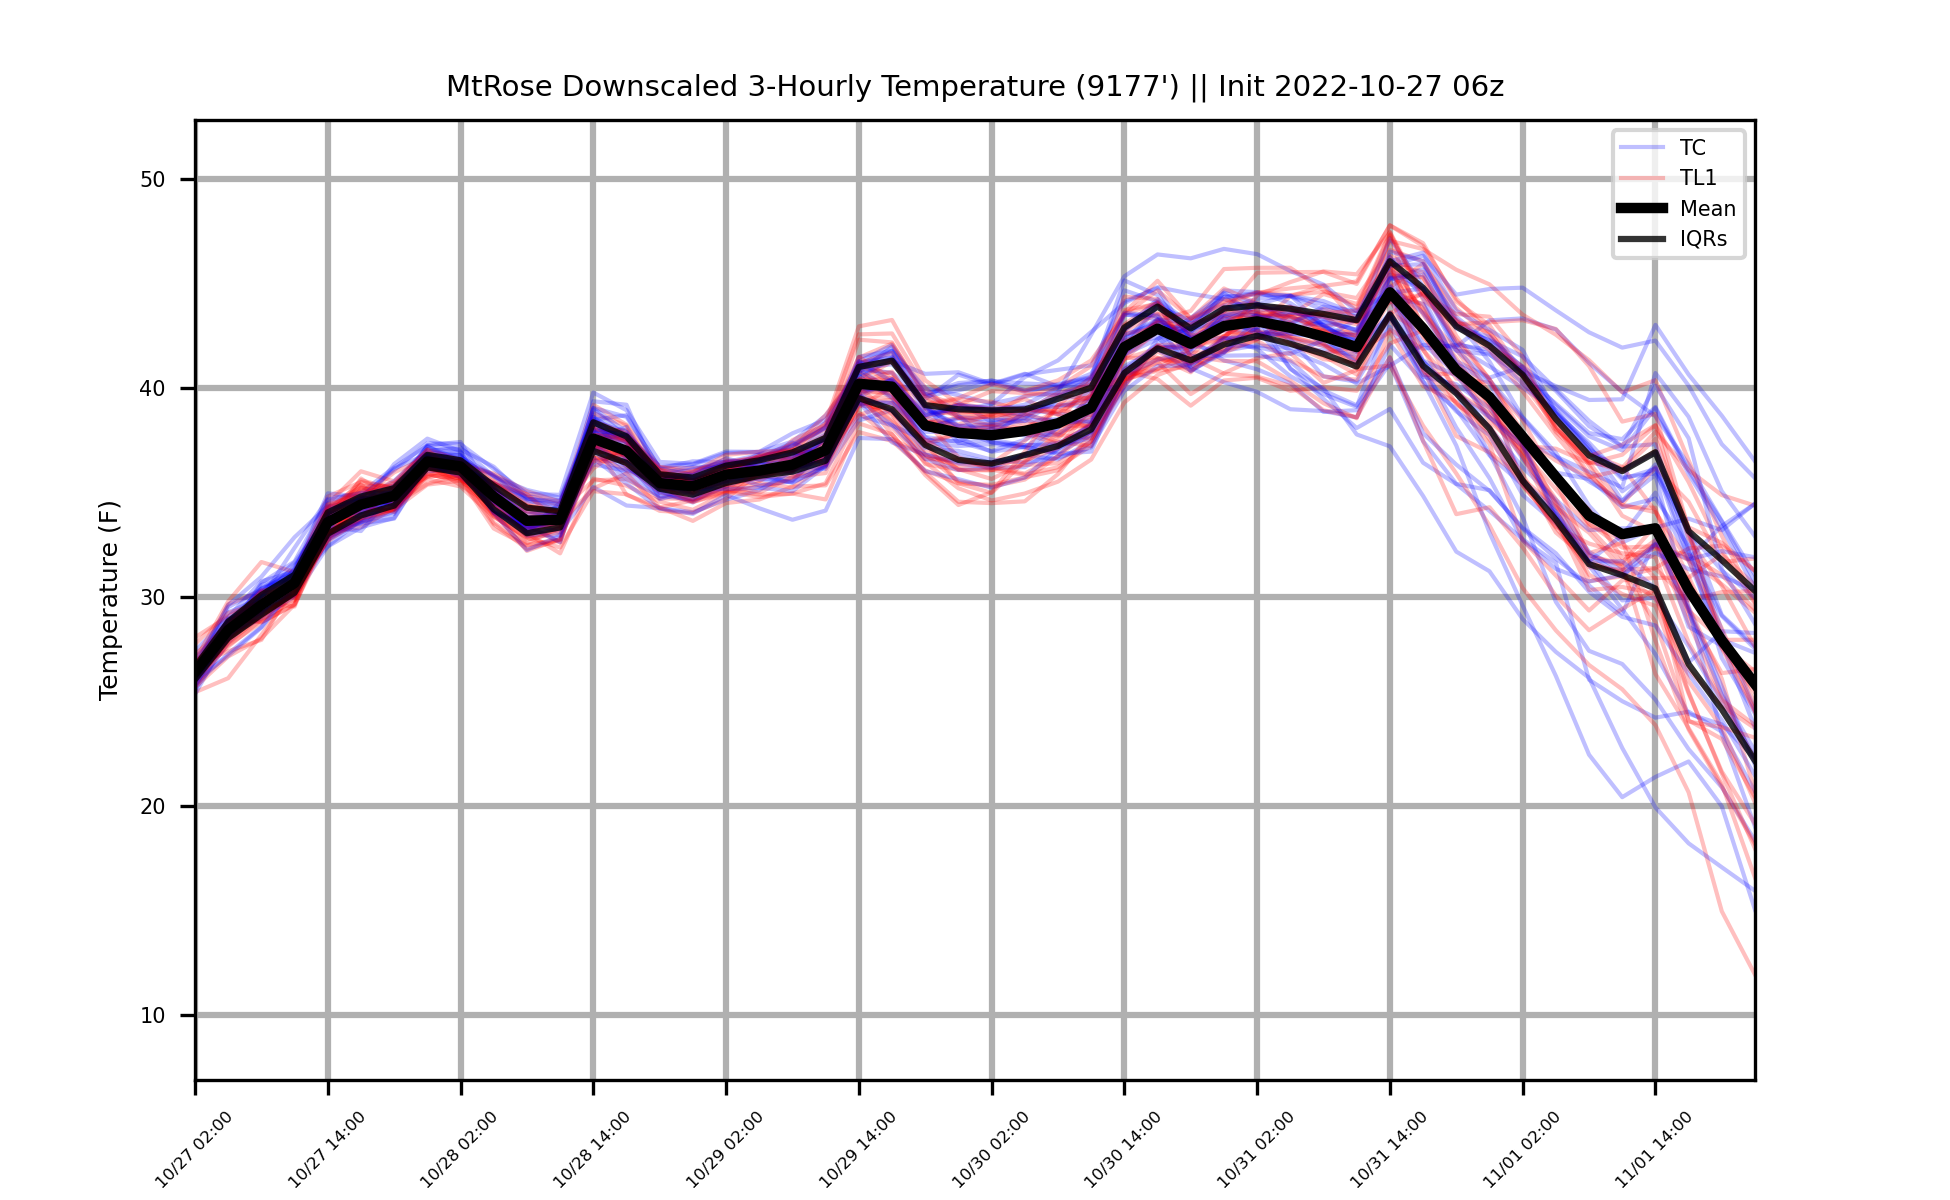 MtRose Downscaled 3-Hourly Temperature (9177') || Init 2022-10-27 06z
TC
TL1
Mean
IQRs
Temperature (F)
50
40
30
20
10
10/27 02:00
10/27 14:00
10/28 02:00
10/28 14:00
10/29 02:00
10/29 14:00
10/30 02:00
10/30 14:00
10/31 02:00
10/31 14:00
11/01 02:00
11/01 14:00